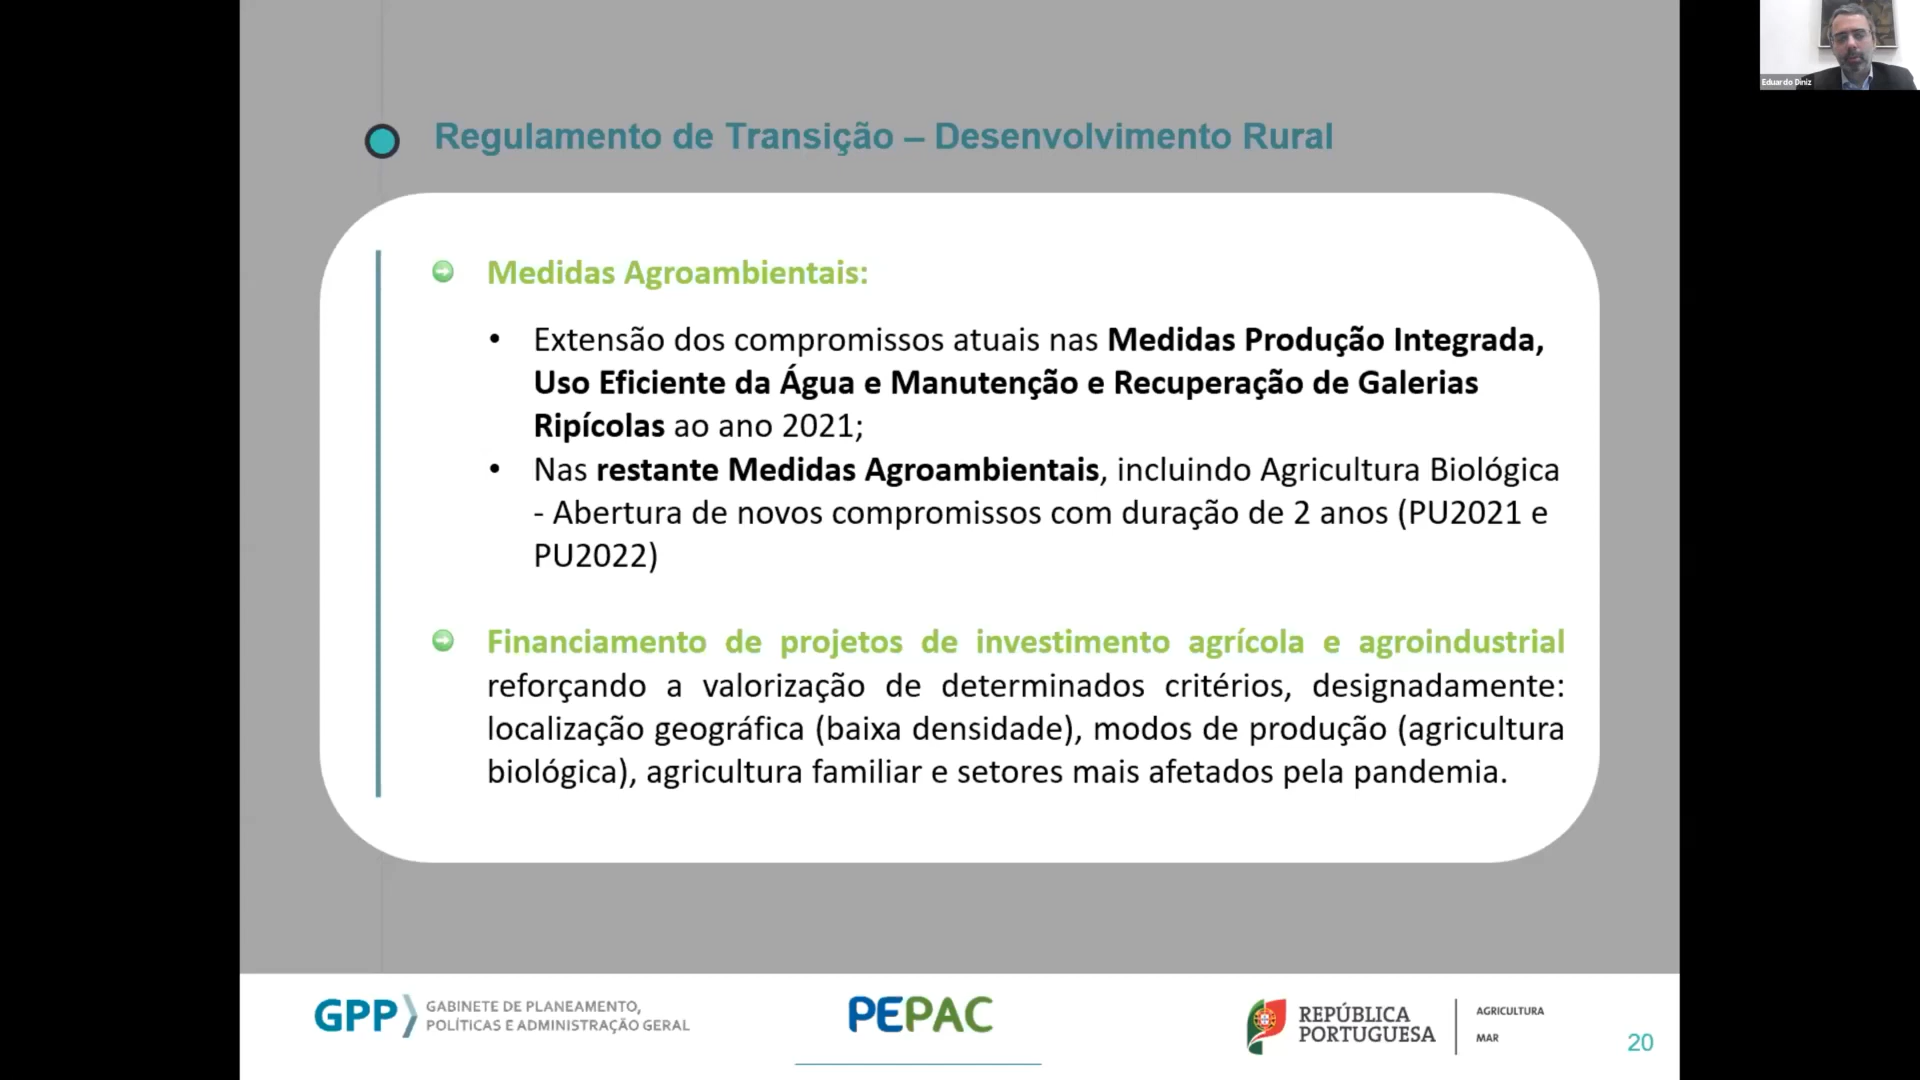 Eduardo Diniz
Regulamento de Transição – Desenvolvimento Rural
Medidas Agroambientais:
• Extensão dos compromissos atuais nas Medidas Produção Integrada,
Uso Eficiente da Água e Manutenção e Recuperação de Galerias
Ripícolas ao ano 2021;
• Nas restante Medidas Agroambientais, incluindo Agricultura Biológica
- Abertura de novos compromissos com duração de 2 anos (PU2021 e
PU2022)
Financiamento de projetos de investimento agrícola e agroindustrial
reforçando a valorização de determinados critérios, designadamente:
localização geográfica (baixa densidade), modos de produção (agricultura
biológica), agricultura familiar e setores mais afetados pela pandemia.
GPP
GABINETE DE PLANEAMENTO,
POLÍTICAS E ADMINISTRAÇÃO GERAL
PEPAC
REPÚBLICA
PORTUGUESA
AGRICULTURA
MAR
20